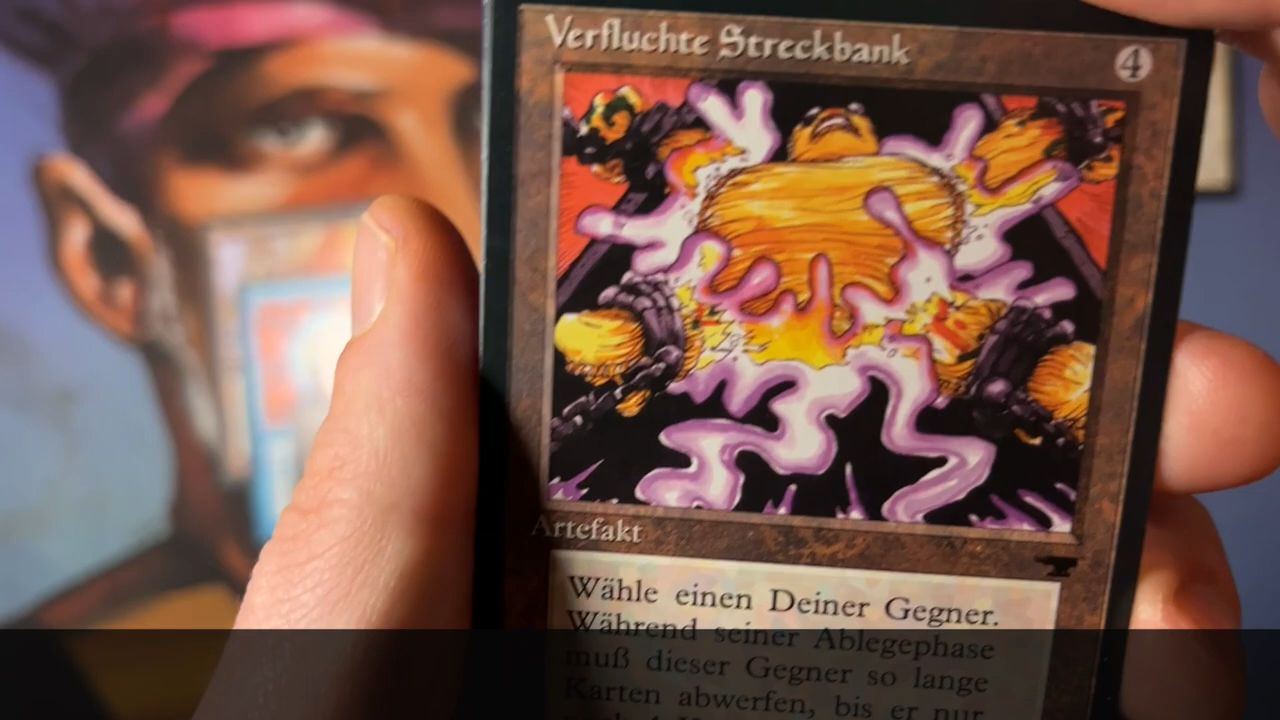 Verfluchte Streckbank
4
Artefakt
Wähle einen Deiner Gegner.
Während seiner Ablegephase
muß dieser Gegner so lange
Karten abwerfen, bis er nur